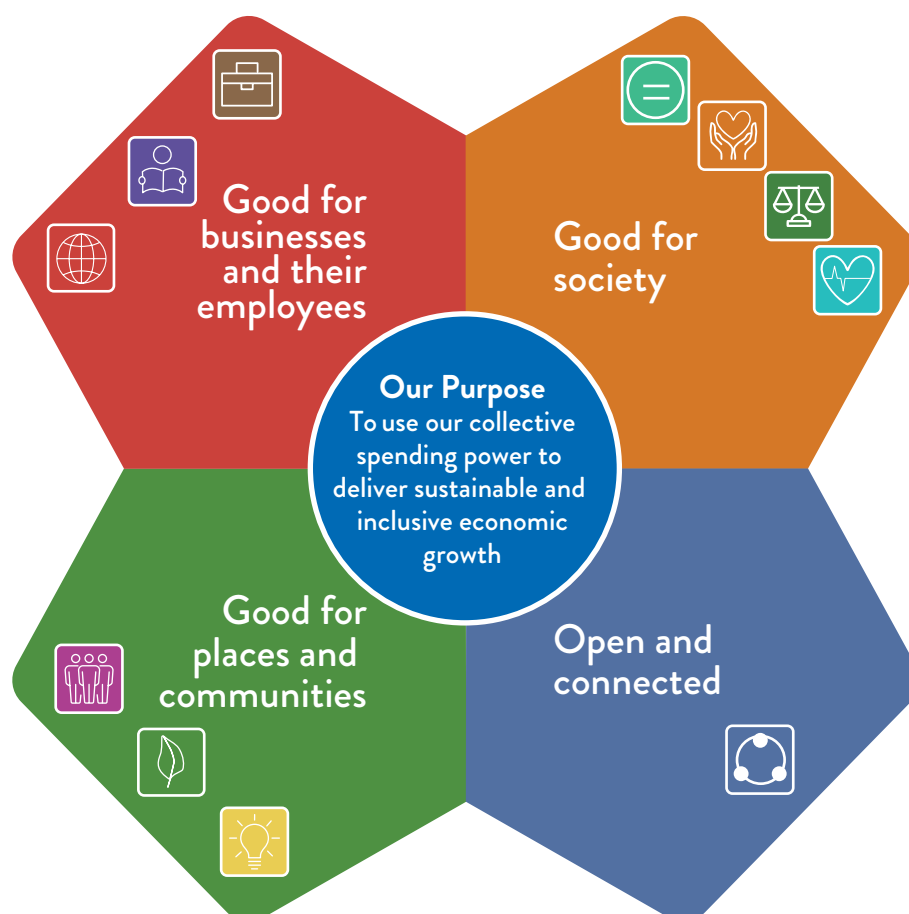 Good for
businesses
and their
employees
Good for
society
Our Purpose
To use our collective
spending power to
deliver sustainable and
inclusive economic
growth
Good for
places and
communities
Open and
connected